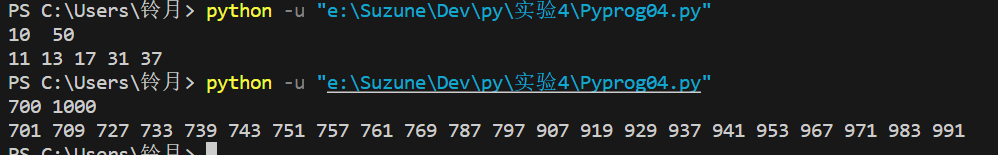 PS C:\Users\铃月> python -u "e:\Suzune\Dev\py\实验4\Pyprog04.py"
10  50
11 13 17 31 37
PS C:\Users\铃月> python -u "e:\Suzune\Dev\py\实验4\Pyprog04.py"
700 1000
701 709 727 733 739 743 751 757 761 769 787 797 907 919 929 937 941 953 967 971 983 991
PS C:\Users\铃月>